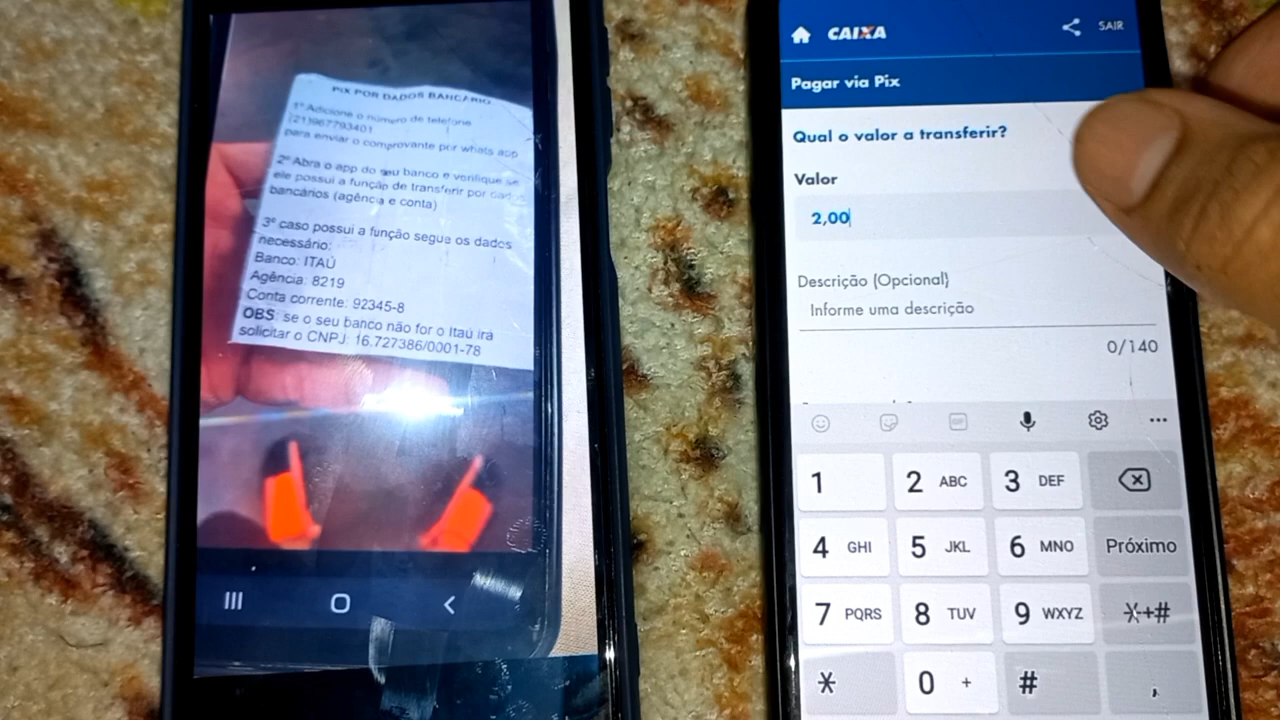 PIX POR DADOS BANCÁRIO
1º Adicione o número de telefone
(21)967793401
para enviar o comprovante por whats app
2º Abra o app do seu banco e verifique se
ele possui a função de transferir por dados
bancários (agência e conta)
3º caso possui a função segue os dados
necessário:
Banco: ITAÚ
Agência: 8219
Conta corrente: 92345-8
OBS: se o seu banco não for o Itaú irá
solicitar o CNPJ: 16.727386/0001-78
CAIXA
SAIR
Pagar via Pix
Qual o valor a transferir?
Valor
2,00
Descrição (Opcional)
Informe uma descrição
0/140
GIF
1
2 ABC
3 DEF
4 GHI
5 JKL
6 MNO
Próximo
7 PQRS
8 TUV
9 WXYZ
*+#
*
0 +
#
,